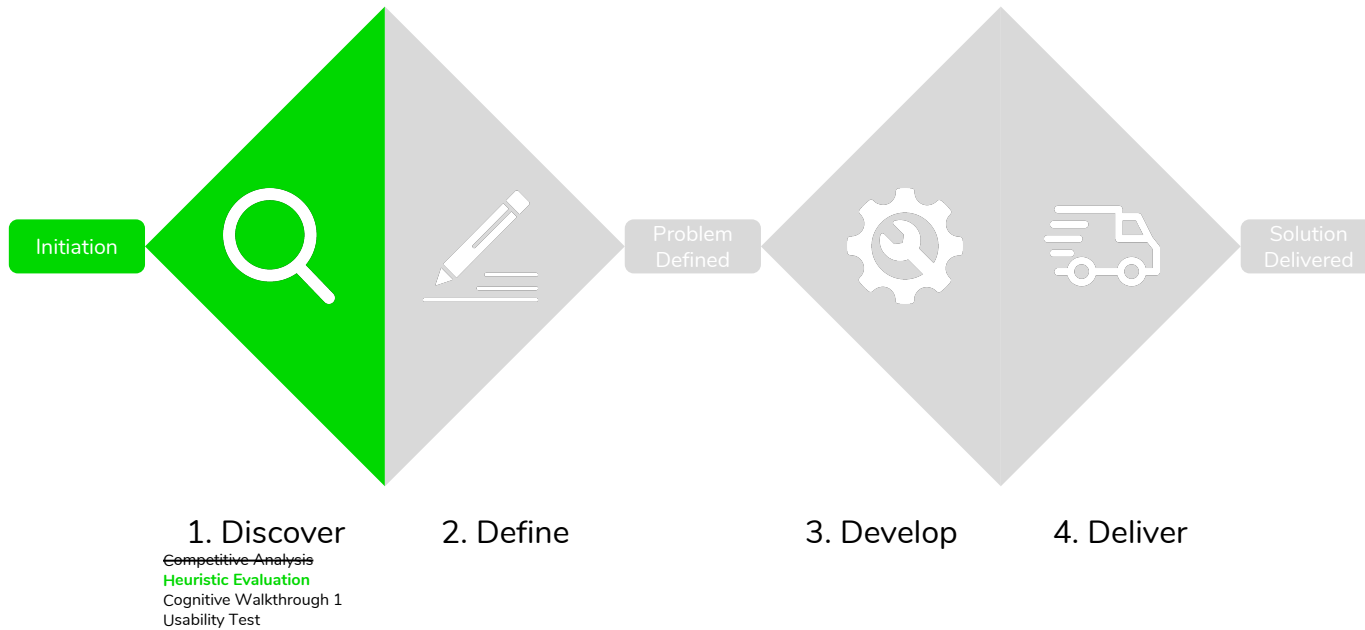 Initiation
Problem
Defined
Solution
Delivered
1. Discover
2. Define
3. Develop
4. Deliver
Competitive Analysis
Heuristic Evaluation
Cognitive Walkthrough 1
Usability Test